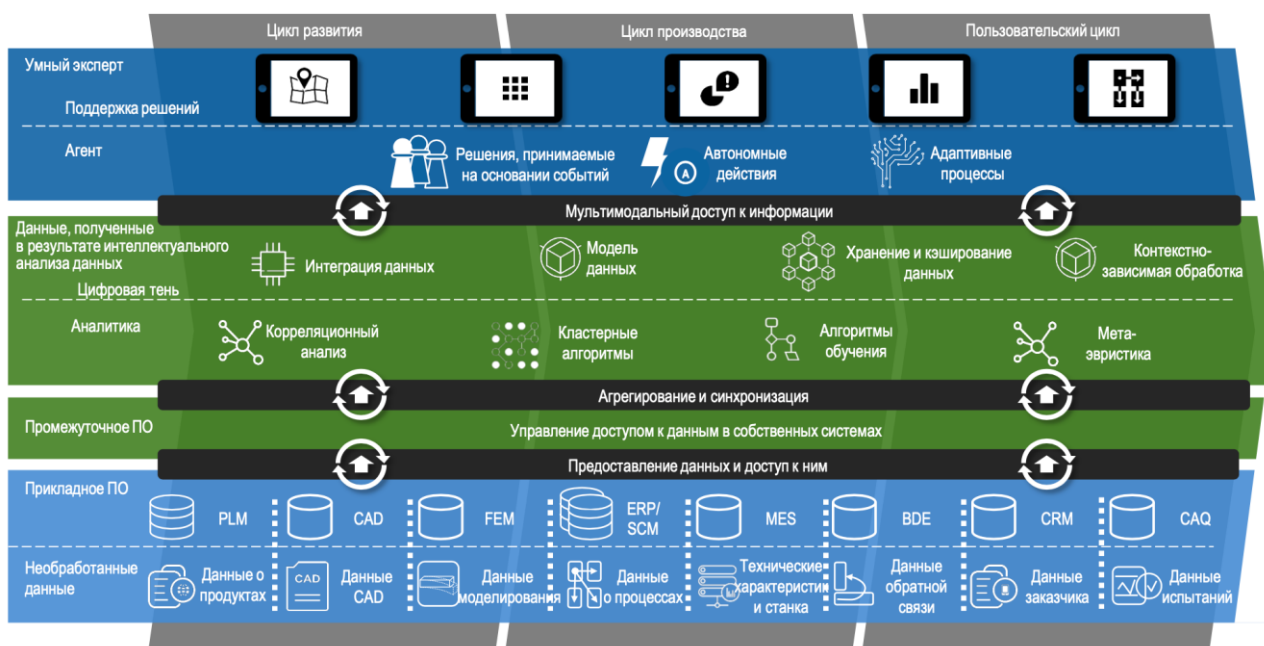 Цикл развития
Цикл производства
Пользовательский цикл
Умный эксперт
Поддержка решений
Агент
Решения, принимаемые
на основании событий
A
Автономные
действия
Адаптивные
процессы
Мультимодальный доступ к информации
Данные, полученные
в результате интеллектуального
анализа данных
Интеграция данных
Модель
данных
Хранение и кэширование
данных
Контекстно-
зависимая обработка
Цифровая тень
Аналитика
Корреляционный
анализ
Кластерные
алгоритмы
Алгоритмы
обучения
Мета-
эвристика
Агрегирование и синхронизация
Промежуточное ПО
Управление доступом к данным в собственных системах
Предоставление данных и доступ к ним
Прикладное ПО
PLM
CAD
FEM
ERP/
SCM
MES
BDE
CRM
CAQ
Необработанные
данные
Данные о
продуктах
CAD
Данные
CAD
Данные
моделирования
Данные
о процессах
Технические
характеристик
и станка
Данные
обратной
связи
Данные
заказчика
Данные
испытаний